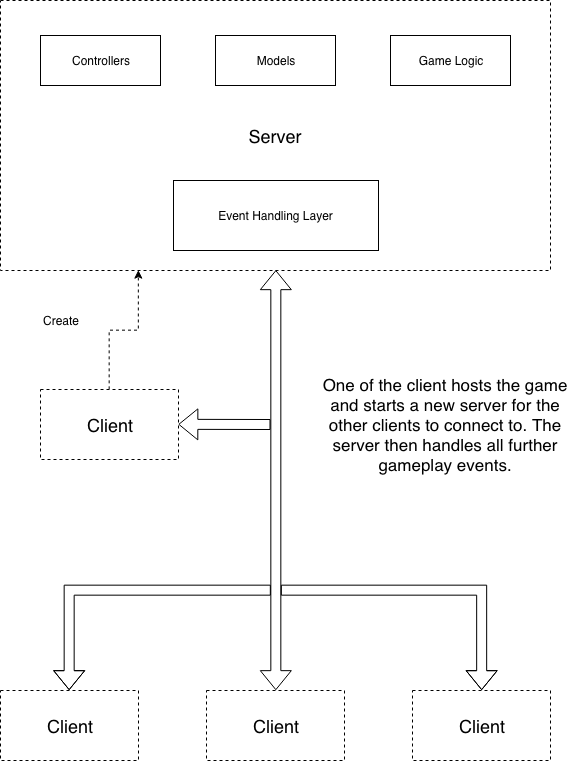 Controllers
Models
Game Logic
Server
Event Handling Layer
Create
Client
One of the client hosts the game
and starts a new server for the
other clients to connect to. The
server then handles all further
gameplay events.
Client
Client
Client